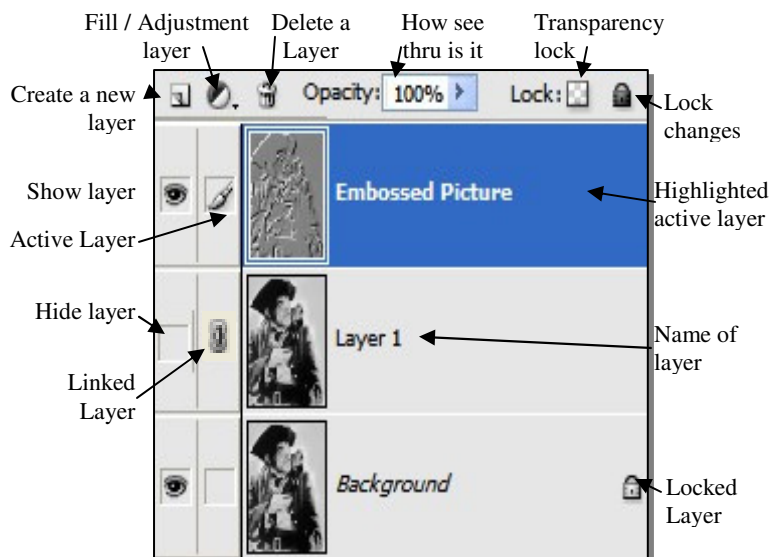 Fill / Adjustment
layer
Delete a
Layer
How see
thru is it
Transparency
lock
Create a new
layer
Opacity: 100%
Lock:
Lock
changes
Show layer
Embossed Picture
Highlighted
active layer
Active Layer
Hide layer
Layer 1
Name of
layer
Linked
Layer
Background
Locked
Layer